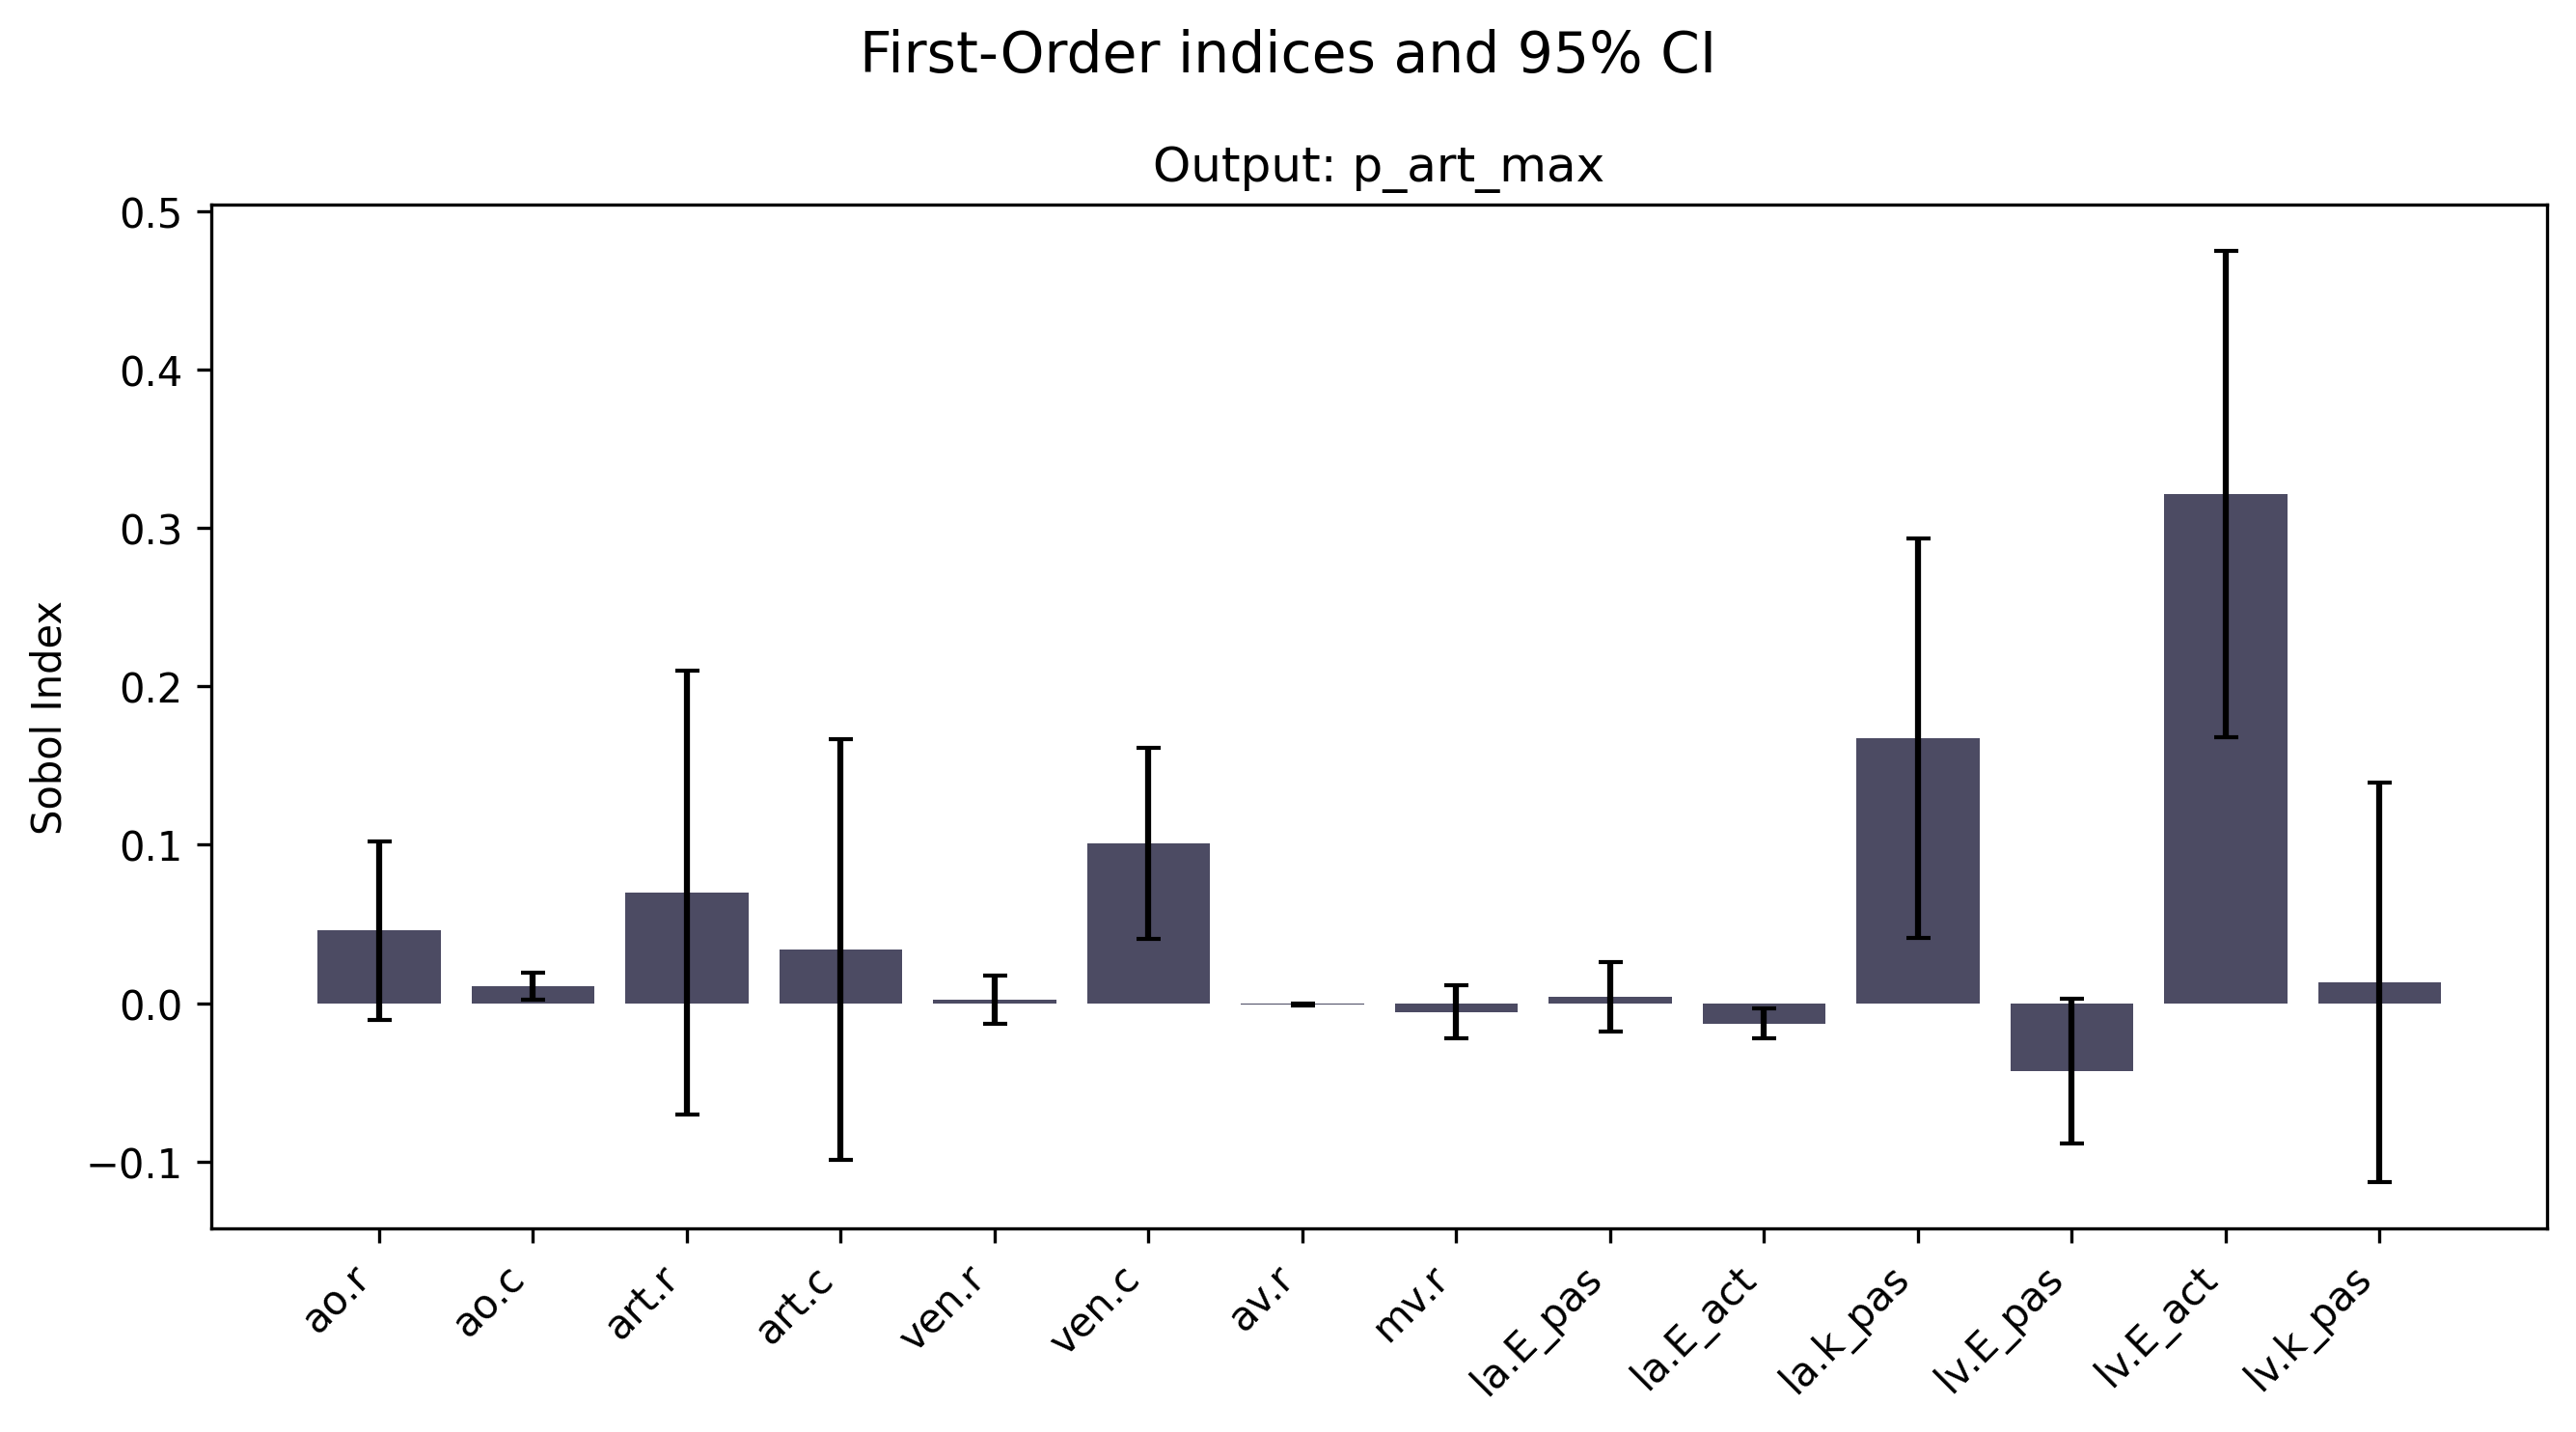 First-Order indices and 95% CI
Output: p_art_max
Sobol Index
0.5
0.4
0.3
0.2
0.1
0.0
−0.1
ao.r
ao.c
art.r
art.c
ven.r
ven.c
av.r
mv.r
la.E_pas
la.E_act
la.k_pas
lv.E_pas
lv.E_act
lv.k_pas